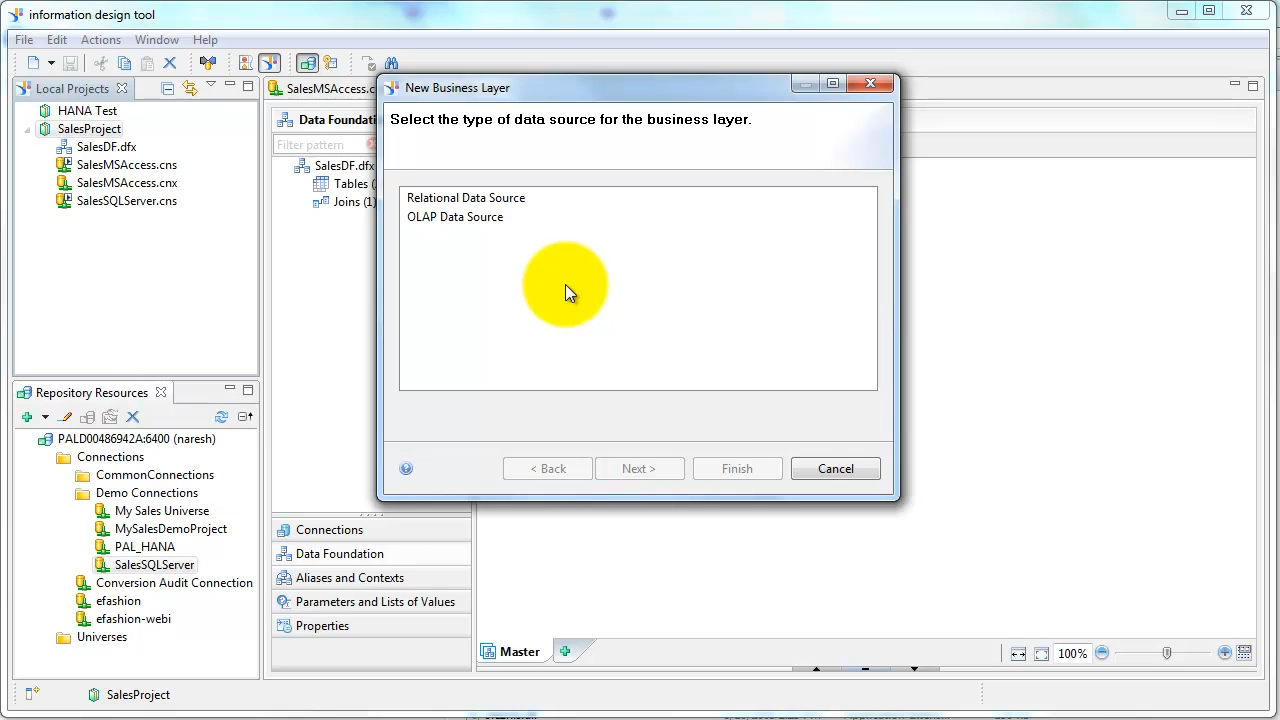 information design tool
File Edit Actions Window Help
Local Projects
HANA Test
SalesProject
SalesDF.dfx
SalesMSAccess.cns
SalesMSAccess.cnx
SalesSQLServer.cns
SalesMSAccess.c
Data Foundati
Filter pattern
SalesDF.dfx
Tables (
Joins (1)
New Business Layer
Select the type of data source for the business layer.
Relational Data Source
OLAP Data Source
< Back Next > Finish Cancel
Repository Resources
PALD00486942A:6400 (naresh)
Connections
CommonConnections
Demo Connections
My Sales Universe
MySalesDemoProject
PAL_HANA
SalesSQLServer
Conversion Audit Connection
efashion
efashion-webi
Universes
Connections
Data Foundation
Aliases and Contexts
Parameters and Lists of Values
Properties
Master
100%
SalesProject